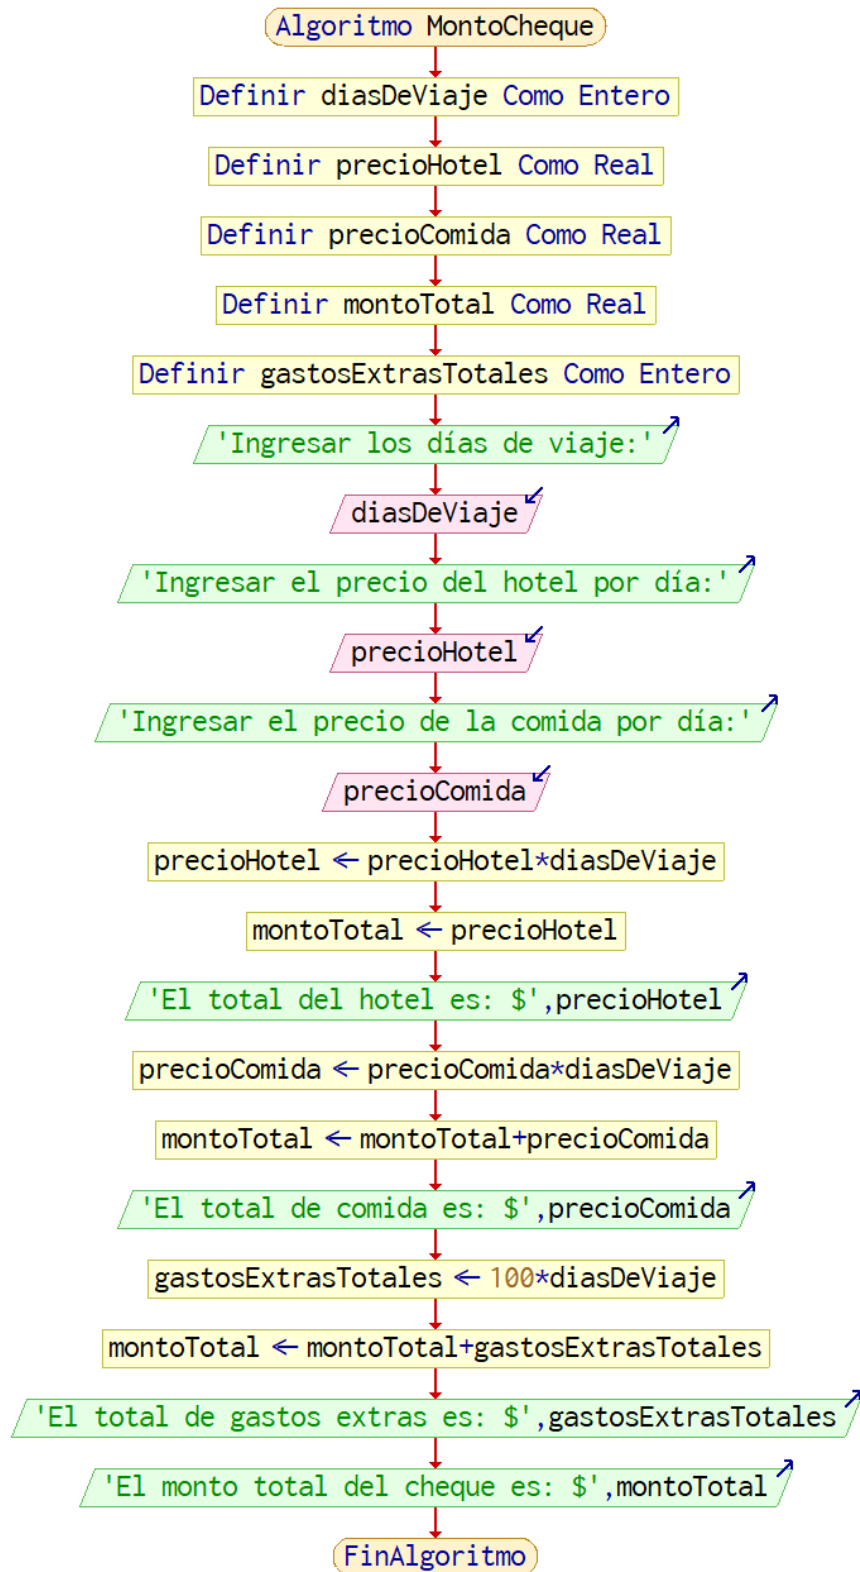 Algoritmo MontoCheque
Definir diasDeViaje Como Entero
Definir precioHotel Como Real
Definir precioComida Como Real
Definir montoTotal Como Real
Definir gastosExtrasTotales Como Entero
'Ingresar los días de viaje:'
diasDeViaje
'Ingresar el precio del hotel por día:'
precioHotel
'Ingresar el precio de la comida por día:'
precioComida
precioHotel ← precioHotel*diasDeViaje
montoTotal ← precioHotel
'El total del hotel es: $',precioHotel
precioComida ← precioComida*diasDeViaje
montoTotal ← montoTotal+precioComida
'El total de comida es: $',precioComida
gastosExtrasTotales ← 100*diasDeViaje
montoTotal ← montoTotal+gastosExtrasTotales
'El total de gastos extras es: $',gastosExtrasTotales
'El monto total del cheque es: $',montoTotal
FinAlgoritmo